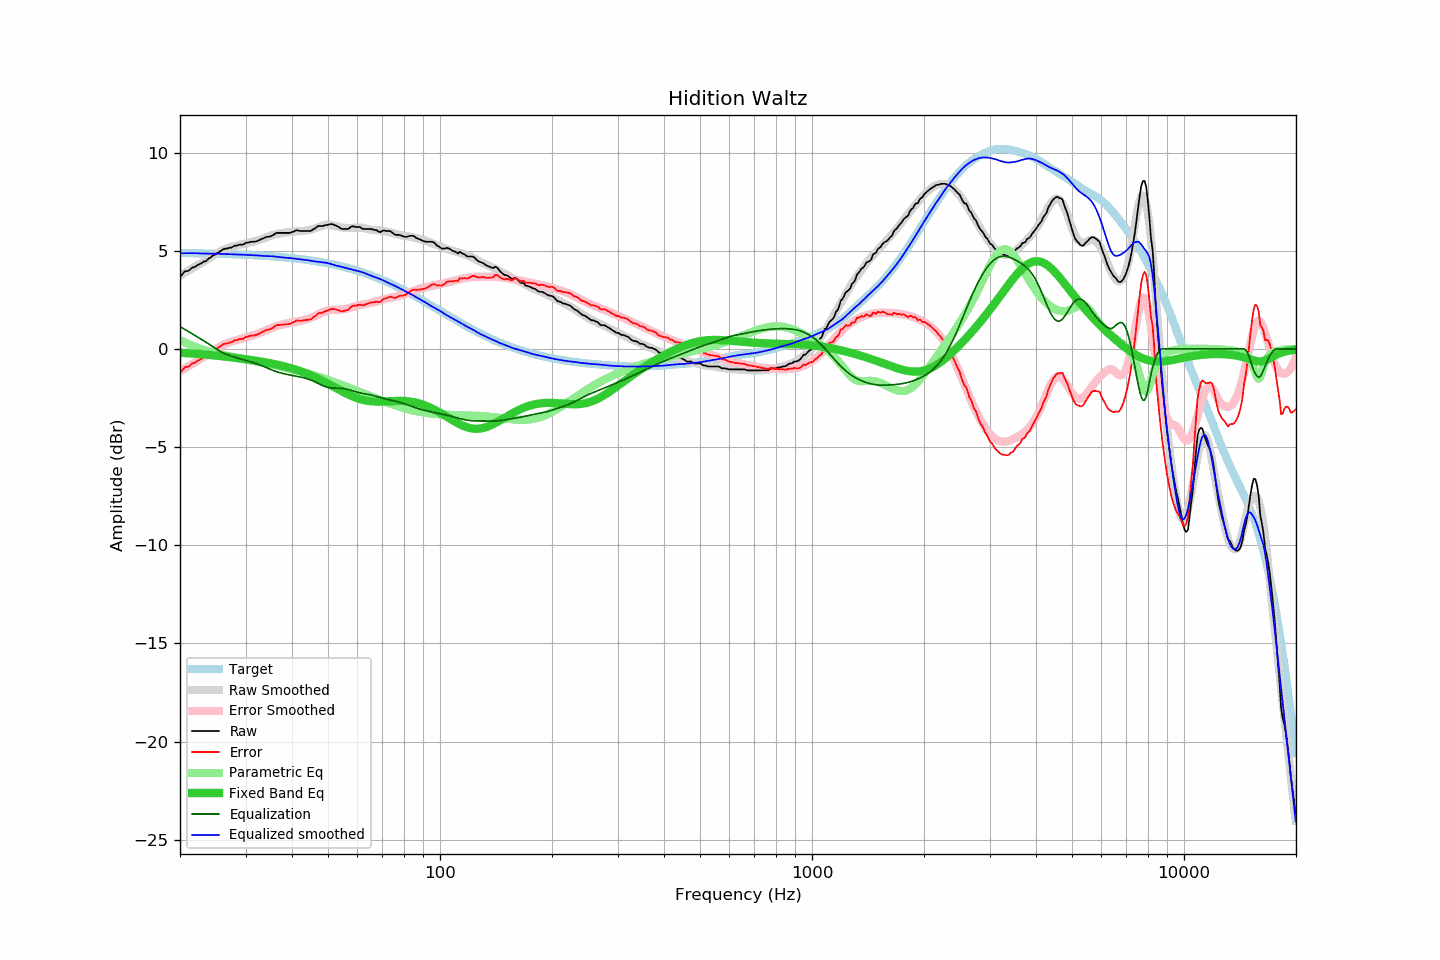 Hidition Waltz
10
5
0
−5
−10
−15
−20
−25
Amplitude (dBr)
Target
Raw Smoothed
Error Smoothed
Raw
Error
Parametric Eq
Fixed Band Eq
Equalization
Equalized smoothed
100
1000
10000
Frequency (Hz)